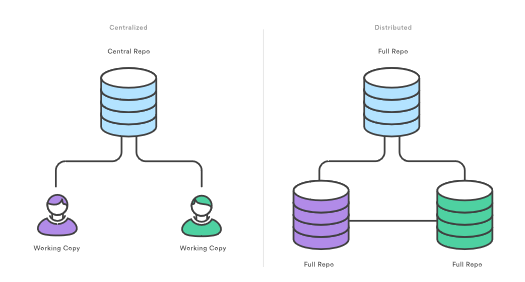 Centralized
Central Repo
Working Copy
Working Copy
Distributed
Full Repo
Full Repo
Full Repo